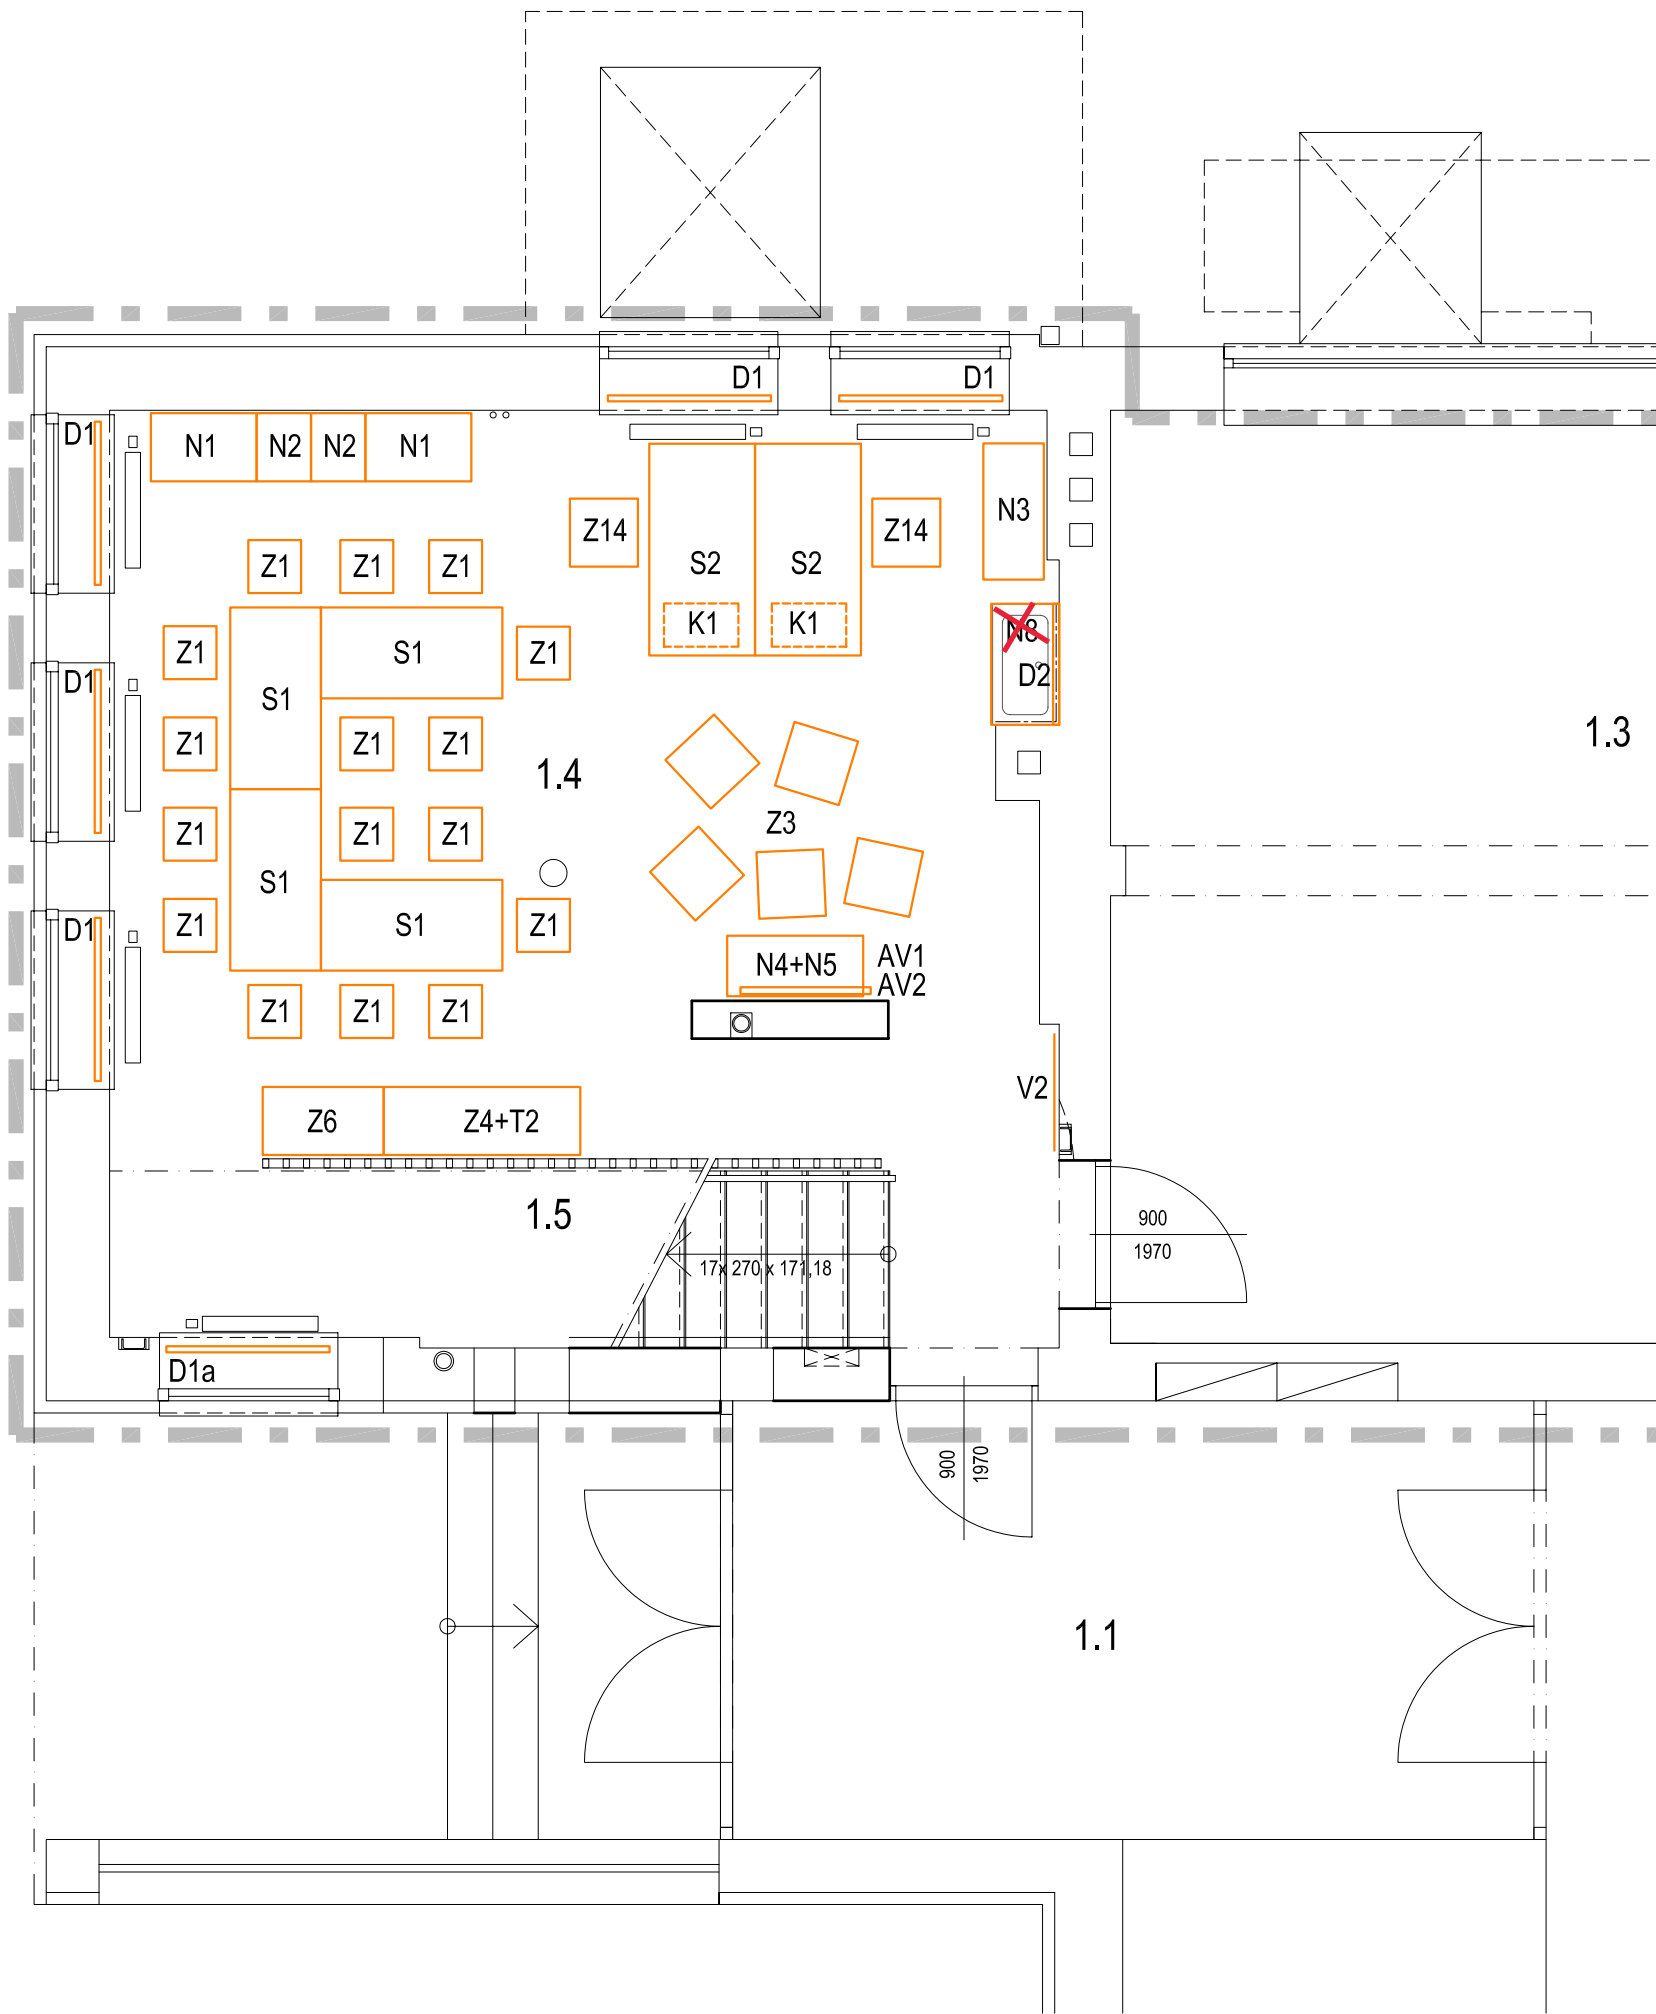 D1 D1
D1 N1 N2 N2 N1
Z14 S2 S2 Z14 N3
Z1 Z1 Z1
K1 K1 N8
Z1 S1 Z1
D1 S1 D2
1.3
Z1 Z1 Z1 1.4
Z3
Z1 Z1 Z1
S1
D1 Z1 S1 Z1
N4+N5 AV1
AV2
Z1 Z1 Z1
V2
Z6 Z4+T2
1.5 900
1970
17x 270 x 171,18
D1a
900
1970
1.1